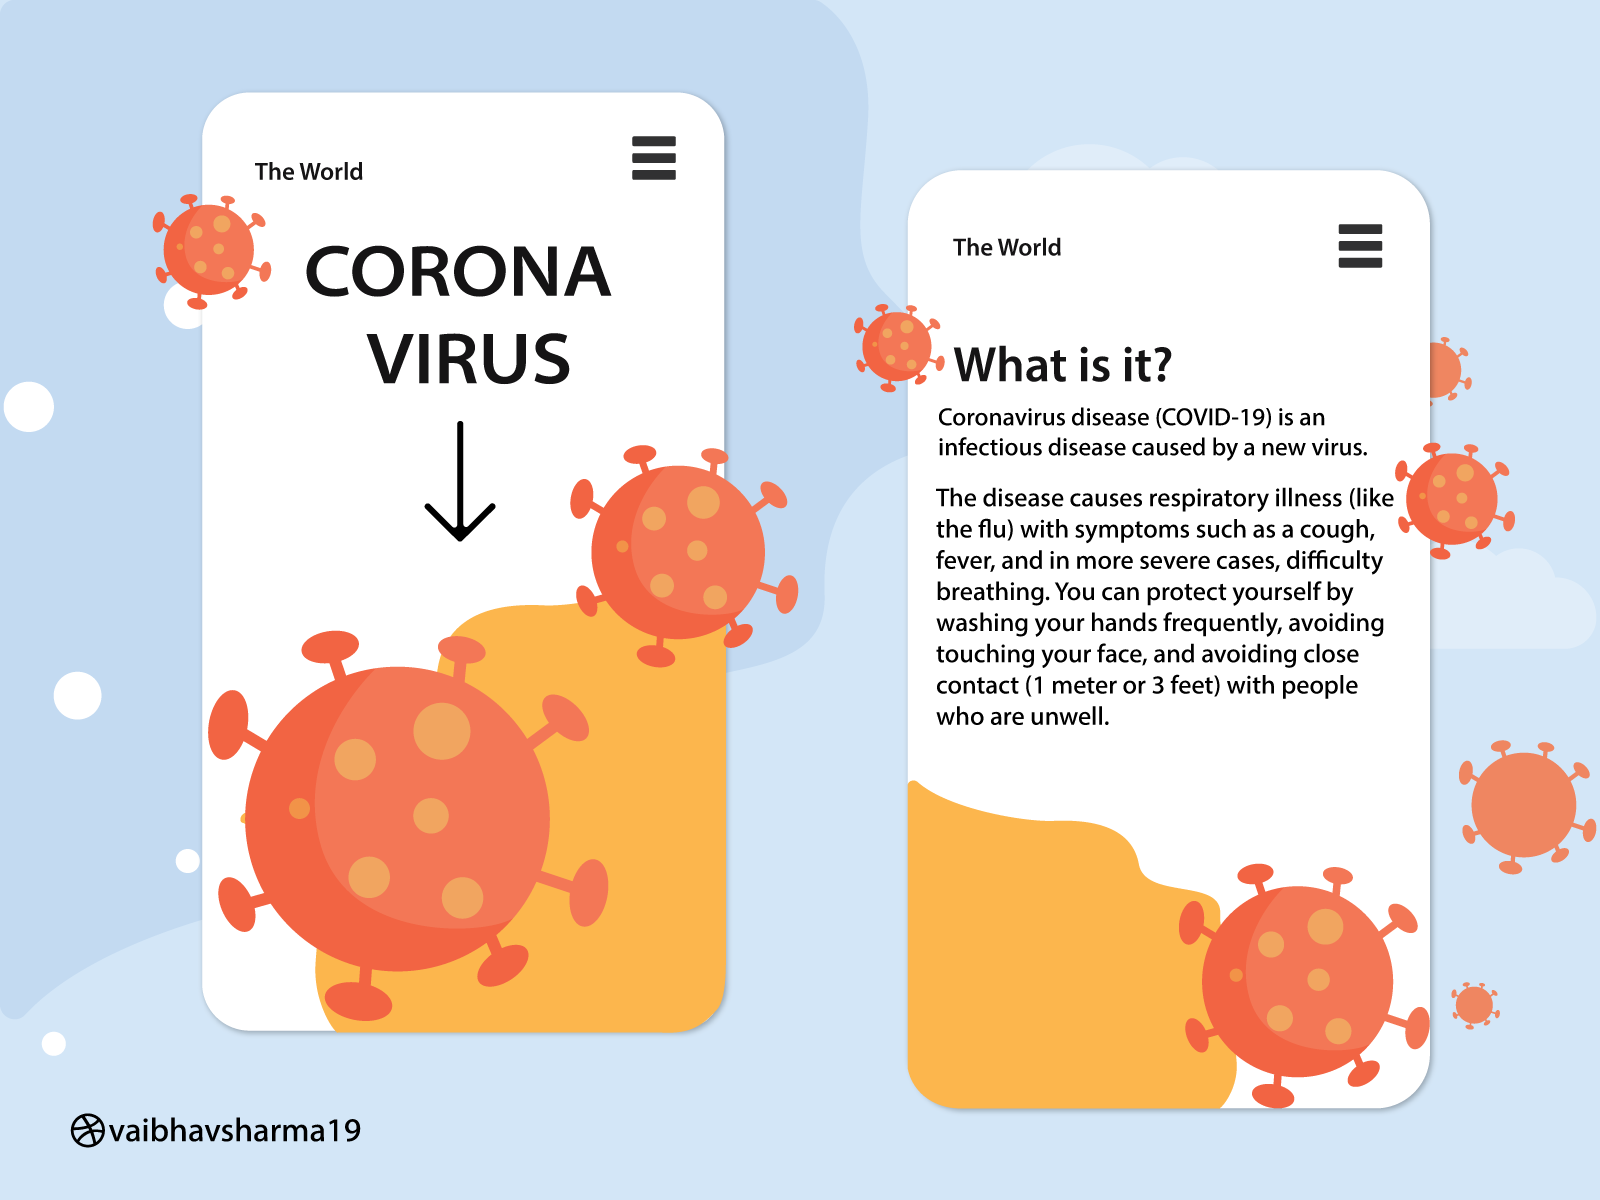 The World
CORONA
VIRUS
The World
What is it?
Coronavirus disease (COVID-19) is an
infectious disease caused by a new virus.
The disease causes respiratory illness (like
the flu) with symptoms such as a cough,
fever, and in more severe cases, difficulty
breathing. You can protect yourself by
washing your hands frequently, avoiding
touching your face, and avoiding close
contact (1 meter or 3 feet) with people
who are unwell.
vaibhavsharma19